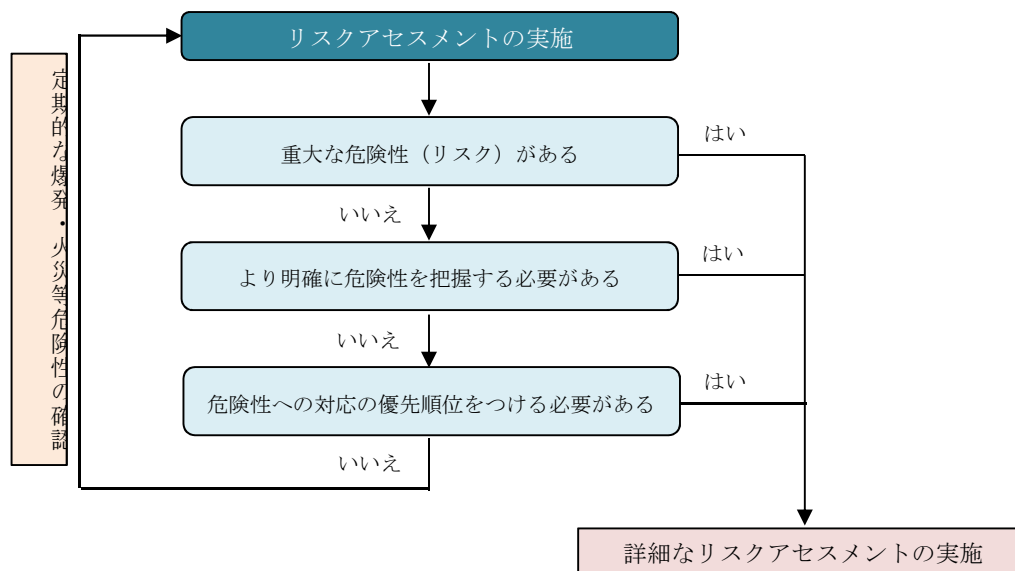 リスクアセスメントの実施
はい
重大な危険性（リスク）がある
いいえ
はい
より明確に危険性を把握する必要がある
いいえ
はい
危険性への対応の優先順位をつける必要がある
いいえ
定期的な爆発・火災等危険性の確認
詳細なリスクアセスメントの実施